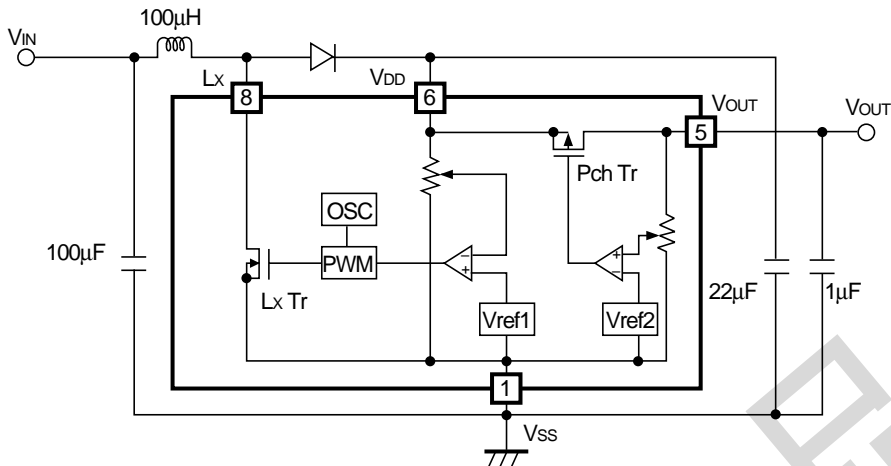 100μH
VIN
LX
VDD
VOUT
VOUT
8
6
5
Pch Tr
OSC
PWM
100μF
LX Tr
−
+
+
−
Vref1
Vref2
22μF
1μF
1
VSS